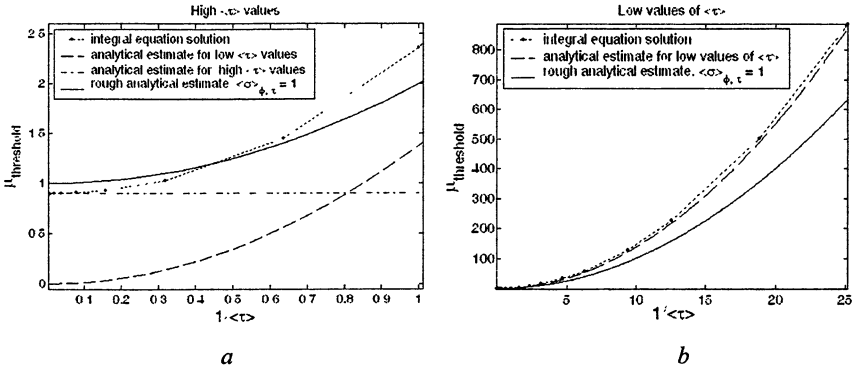 High <τ> values
integral equation solution
analytical estimate for low <τ> values
analytical estimate for high <τ> values
rough analytical estimate <σ>ϕ, τ = 1
2 5
2
1 5
1
0 5
0
μthreshold
0 1 0 2 0 3 0 4 0 5 0 6 0 7 0 8 0 9 1
1/<τ>
a
Low values of <τ>
integral equation solution
analytical estimate for low values of <τ>
rough analytical estimate. <σ>ϕ, τ = 1
800
700
600
500
400
300
200
100
μthreshold
5 10 15 20 25
1/<τ>
b